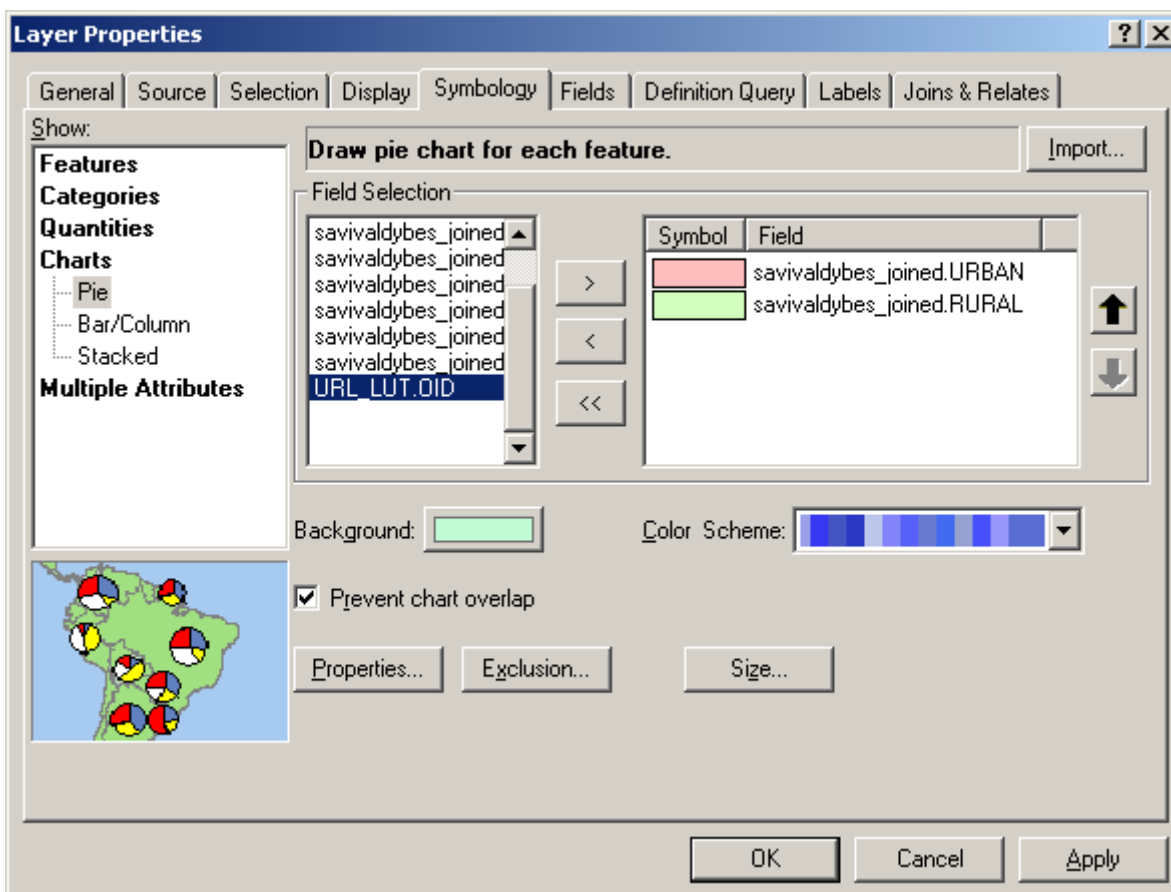 Layer Properties
General Source Selection Display Symbology Fields Definition Query Labels Joins & Relates
Show:
Features
Categories
Quantities
Charts
Pie
Bar/Column
Stacked
Multiple Attributes
Draw pie chart for each feature.
Import...
Field Selection
savivaldybes_joined
savivaldybes_joined
savivaldybes_joined
savivaldybes_joined
savivaldybes_joined
savivaldybes_joined
URL_LUT.OID
>
<
<<
Symbol Field
savivaldybes_joined.URBAN
savivaldybes_joined.RURAL
Background:
Color Scheme:
Prevent chart overlap
Properties...
Exclusion...
Size...
OK
Cancel
Apply